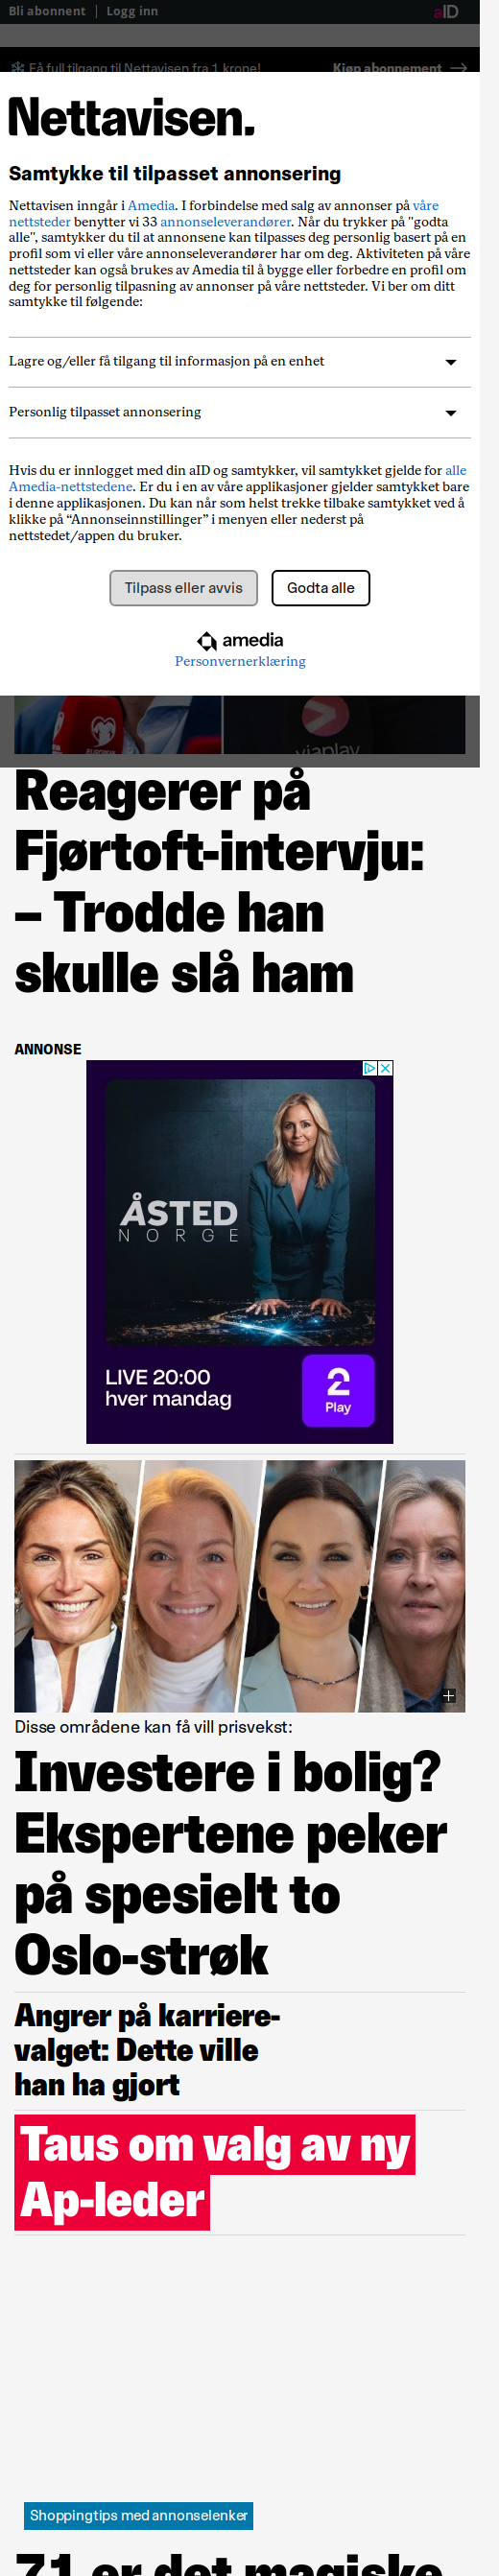 Bli abonnent | Logg inn aID
Få full tilgang til Nettavisen fra 1 krone! Kjøp abonnement
Nettavisen.
Samtykke til tilpasset annonsering
Nettavisen inngår i Amedia. I forbindelse med salg av annonser på våre
nettsteder benytter vi 33 annonseleverandører. Når du trykker på "godta
alle", samtykker du til at annonsene kan tilpasses deg personlig basert på en
profil som vi eller våre annonseleverandører har om deg. Aktiviteten på våre
nettsteder kan også brukes av Amedia til å bygge eller forbedre en profil om
deg for personlig tilpasning av annonser på våre nettsteder. Vi ber om ditt
samtykke til følgende:
Lagre og/eller få tilgang til informasjon på en enhet
Personlig tilpasset annonsering
Hvis du er innlogget med din aID og samtykker, vil samtykket gjelde for alle
Amedia-nettstedene. Er du i en av våre applikasjoner gjelder samtykket bare
i denne applikasjonen. Du kan når som helst trekke tilbake samtykket ved å
klikke på “Annonseinnstillinger” i menyen eller nederst på
nettstedet/appen du bruker.
Tilpass eller avvis Godta alle
amedia
Personvernerklæring
viaplay
Reagerer på
Fjørtoft-intervju:
– Trodde han
skulle slå ham
ANNONSE
ÅSTED
NORGE
LIVE 20:00
hver mandag
2
Play
Disse områdene kan få vill prisvekst:
Investere i bolig?
Ekspertene peker
på spesielt to
Oslo-strøk
Angrer på karriere-
valget: Dette ville
han ha gjort
Taus om valg av ny
Ap-leder
Shoppingtips med annonselenker
71 er det magiske